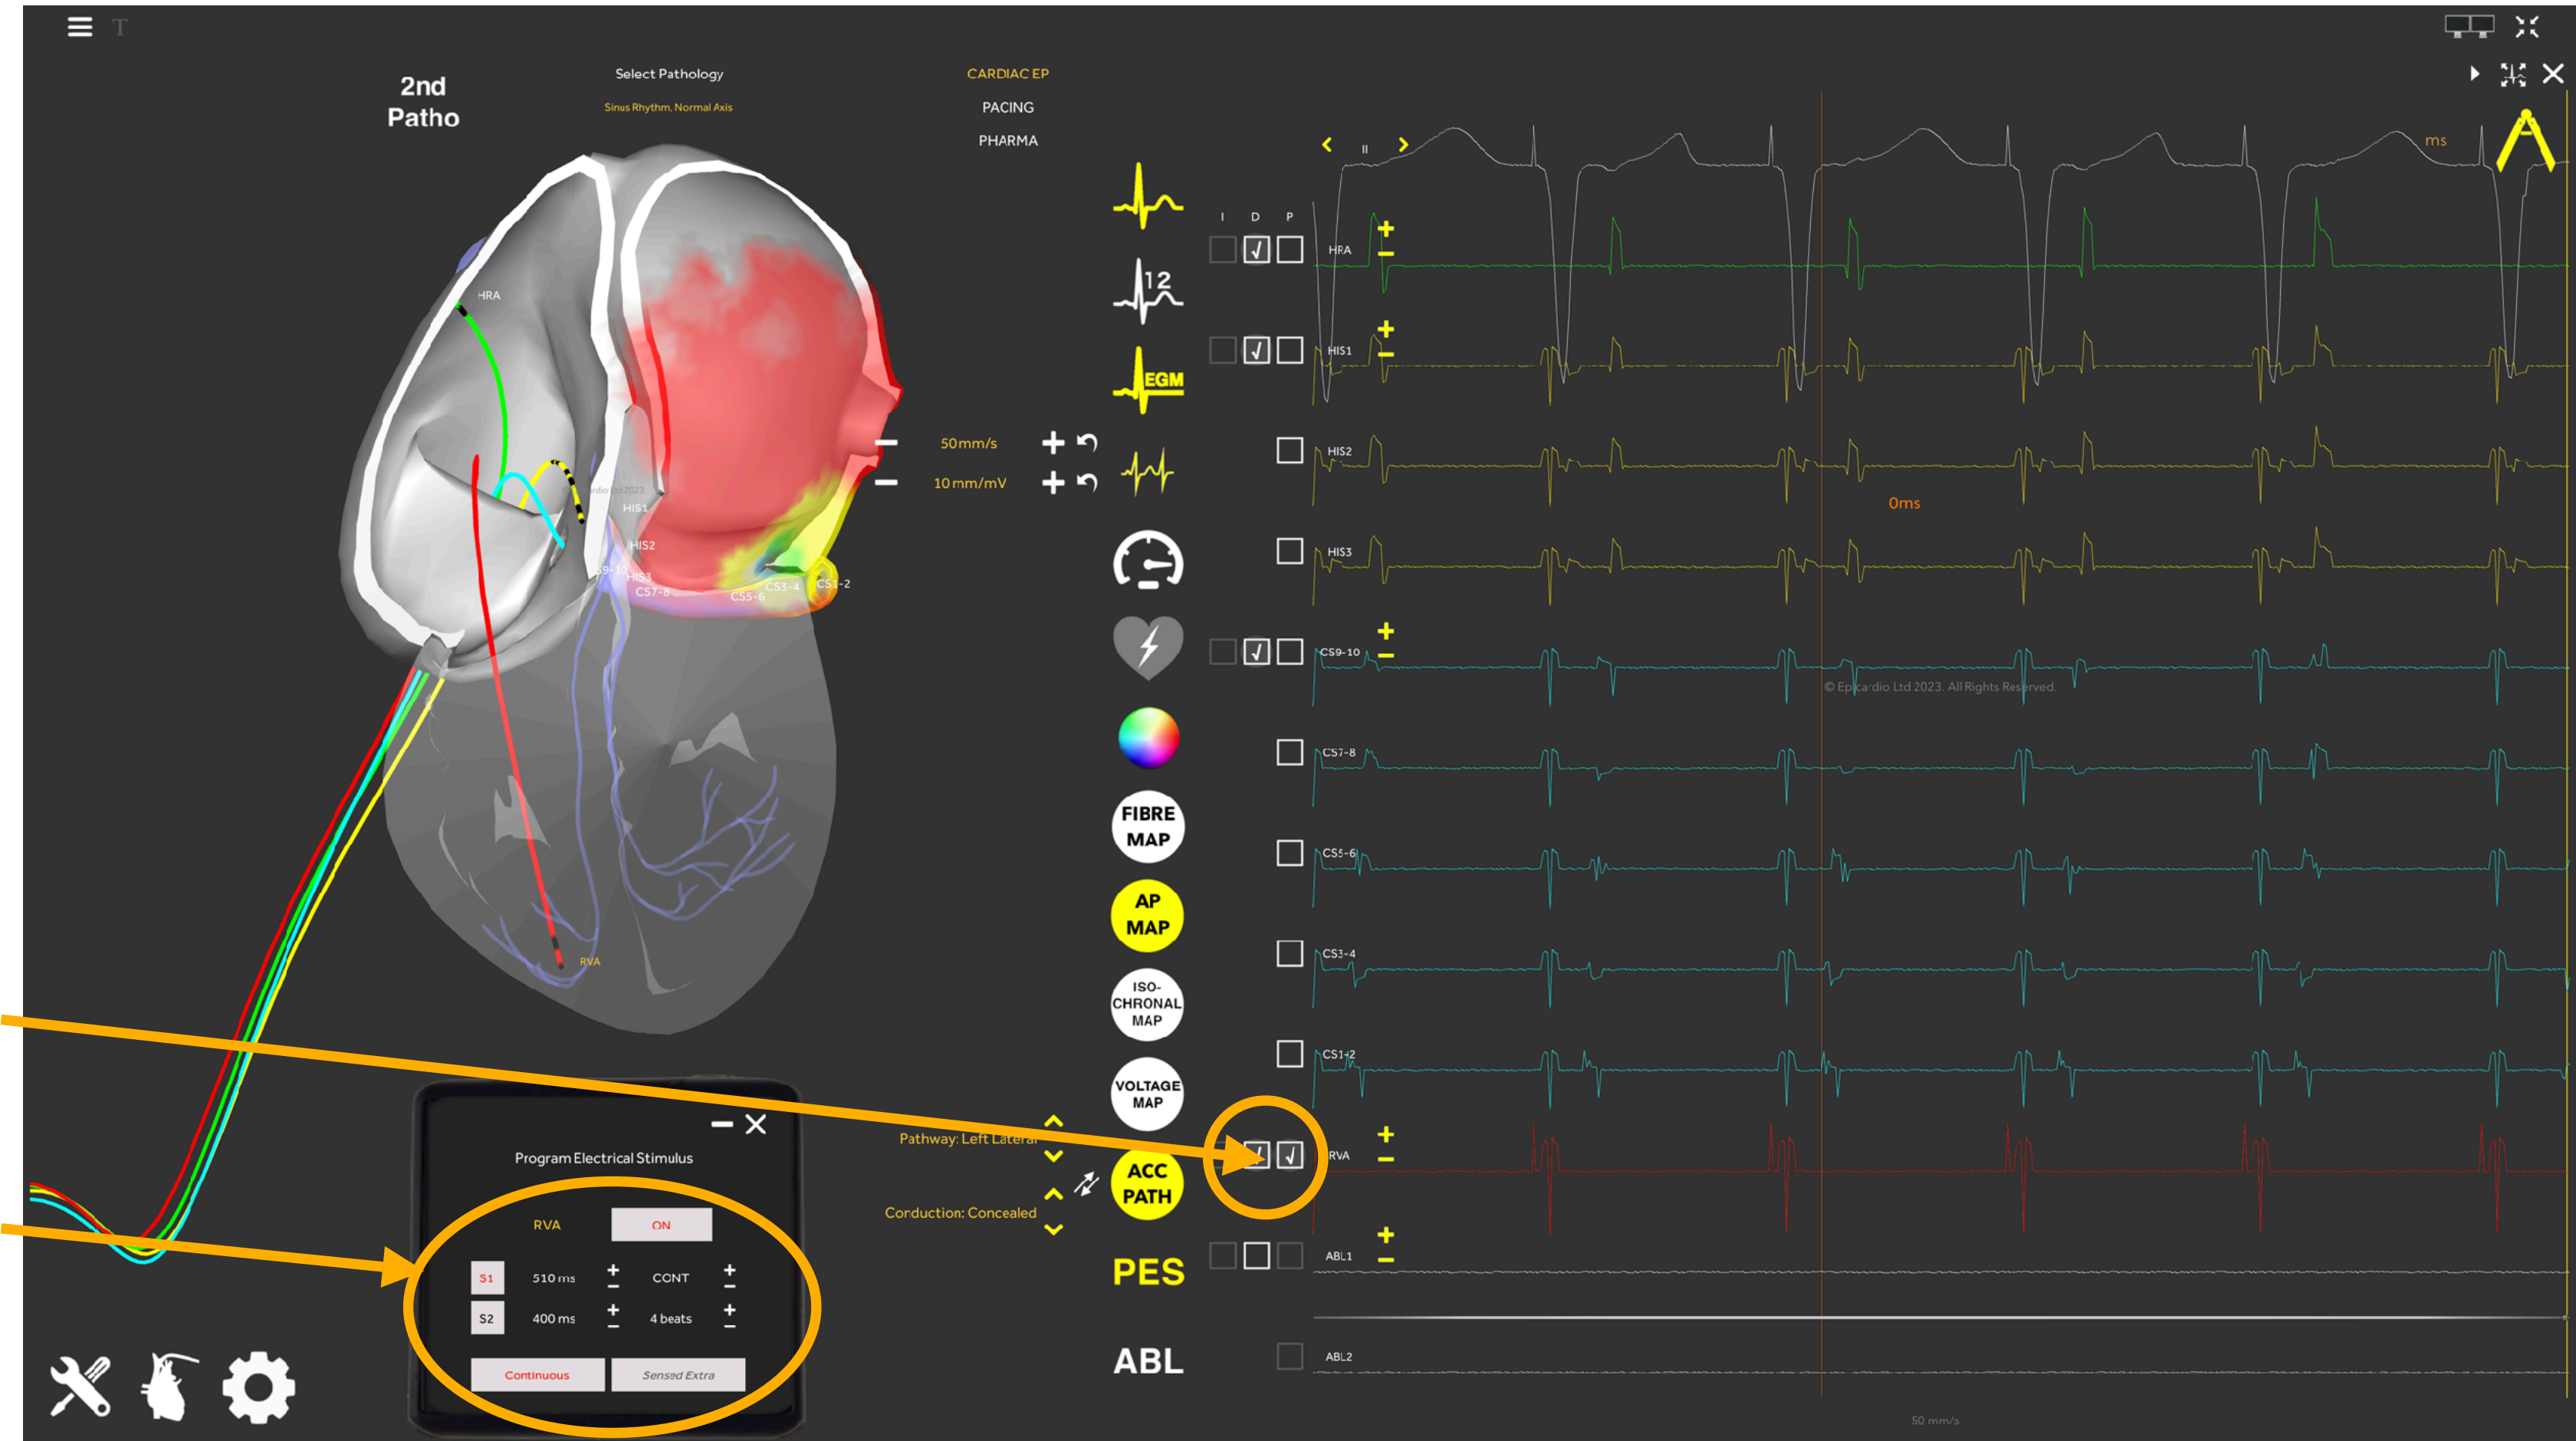 T
2nd
Patho
Select Pathology
Sinus Rhythm, Normal Axis
CARDIAC EP
PACING
PHARMA
HRA
HIS1
HIS2
HIS3
CS7-8
CS5-6
CS3-4
CS1-2
RVA
50mm/s
10mm/mV
12
EGM
FIBRE
MAP
AP
MAP
ISO-
CHRONAL
MAP
VOLTAGE
MAP
Pathway: Left Lateral
ACC
PATH
Conduction: Concealed
PES
ABL
Program Electrical Stimulus
RVA ON
S1 510 ms CONT
S2 400 ms 4 beats
Continuous Sensed Extra
II
ms
I D P
HRA
HIS1
HIS2
0ms
HIS3
CS9-10
© Epicardio Ltd 2023. All Rights Reserved.
CS7-8
CS5-6
CS3-4
CS1-2
RVA
ABL1
ABL2
50 mm/s